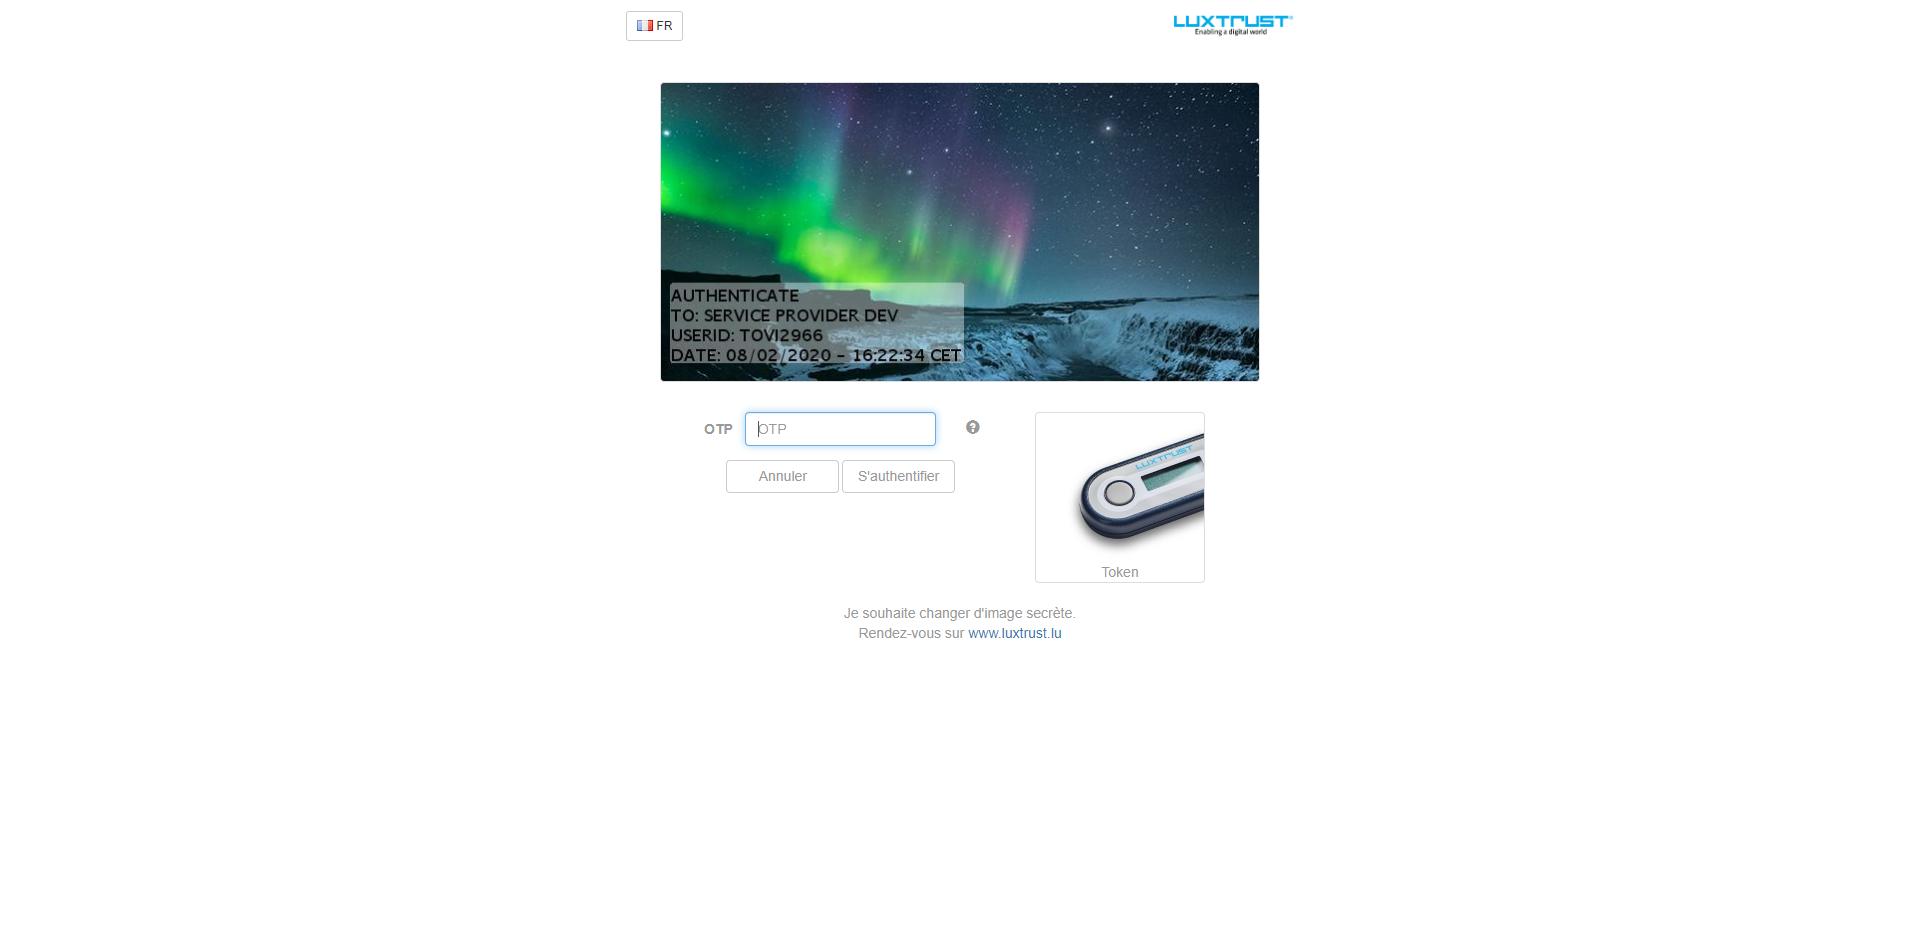 FR
LUXTRUST
Enabling a digital world
AUTHENTICATE
TO: SERVICE PROVIDER DEV
USERID: TOVI2966
DATE: 08/02/2020 - 16:22:34 CET
OTP OTP
Annuler S'authentifier
LUXTRUST
Token
Je souhaite changer d'image secrète.
Rendez-vous sur www.luxtrust.lu